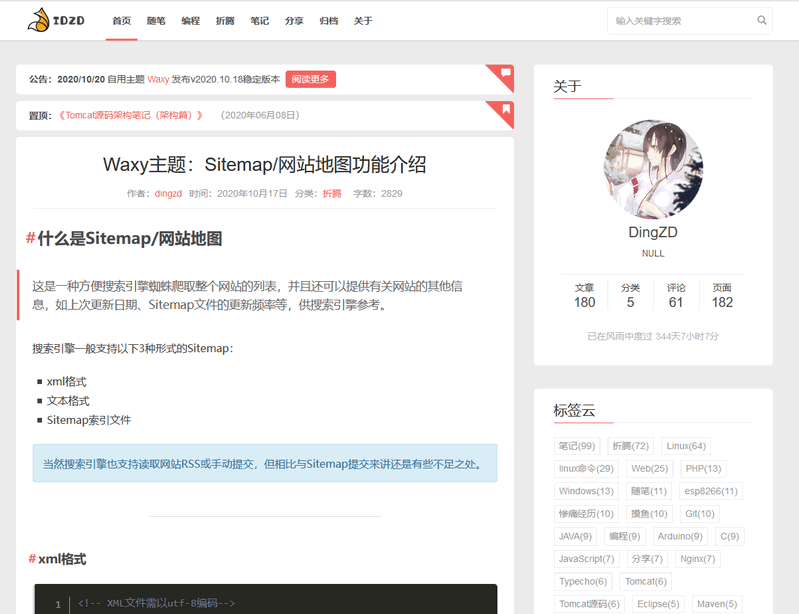 IDZD 首页 随笔 编程 折腾 笔记 分享 归档 关于 输入关键字搜索
公告：2020/10/20 自用主题 Waxy 发布v2020.10.18稳定版本 阅读更多
置顶：《Tomcat源码架构笔记（架构篇）》 （2020年06月08日）
Waxy主题：Sitemap/网站地图功能介绍
作者：dingzd 时间：2020年10月17日 分类：折腾 字数：2829
#什么是Sitemap/网站地图
这是一种方便搜索引擎蜘蛛爬取整个网站的列表，并且还可以提供有关网站的其他信
息，如上次更新日期、Sitemap文件的更新频率等，供搜索引擎参考。
搜索引擎一般支持以下3种形式的Sitemap：
xml格式
文本格式
Sitemap索引文件
当然搜索引擎也支持读取网站RSS或手动提交，但相比与Sitemap提交来讲还是有些不足之处。
#xml格式
1 <!-- XML文件需以utf-8编码-->
关于
DingZD
NULL
文章 分类 评论 页面
180 5 61 182
已在风雨中度过 344天7小时7分
标签云
笔记(99) 折腾(72) Linux(64)
linux命令(29) Web(25) PHP(13)
Windows(13) 随笔(11) esp8266(11)
惨痛经历(10) 摸鱼(10) Git(10)
JAVA(9) 编程(9) Arduino(9) C(9)
JavaScript(7) 分享(7) Nginx(7)
Typecho(6) Tomcat(6)
Tomcat源码(6) Eclipse(5) Maven(5)